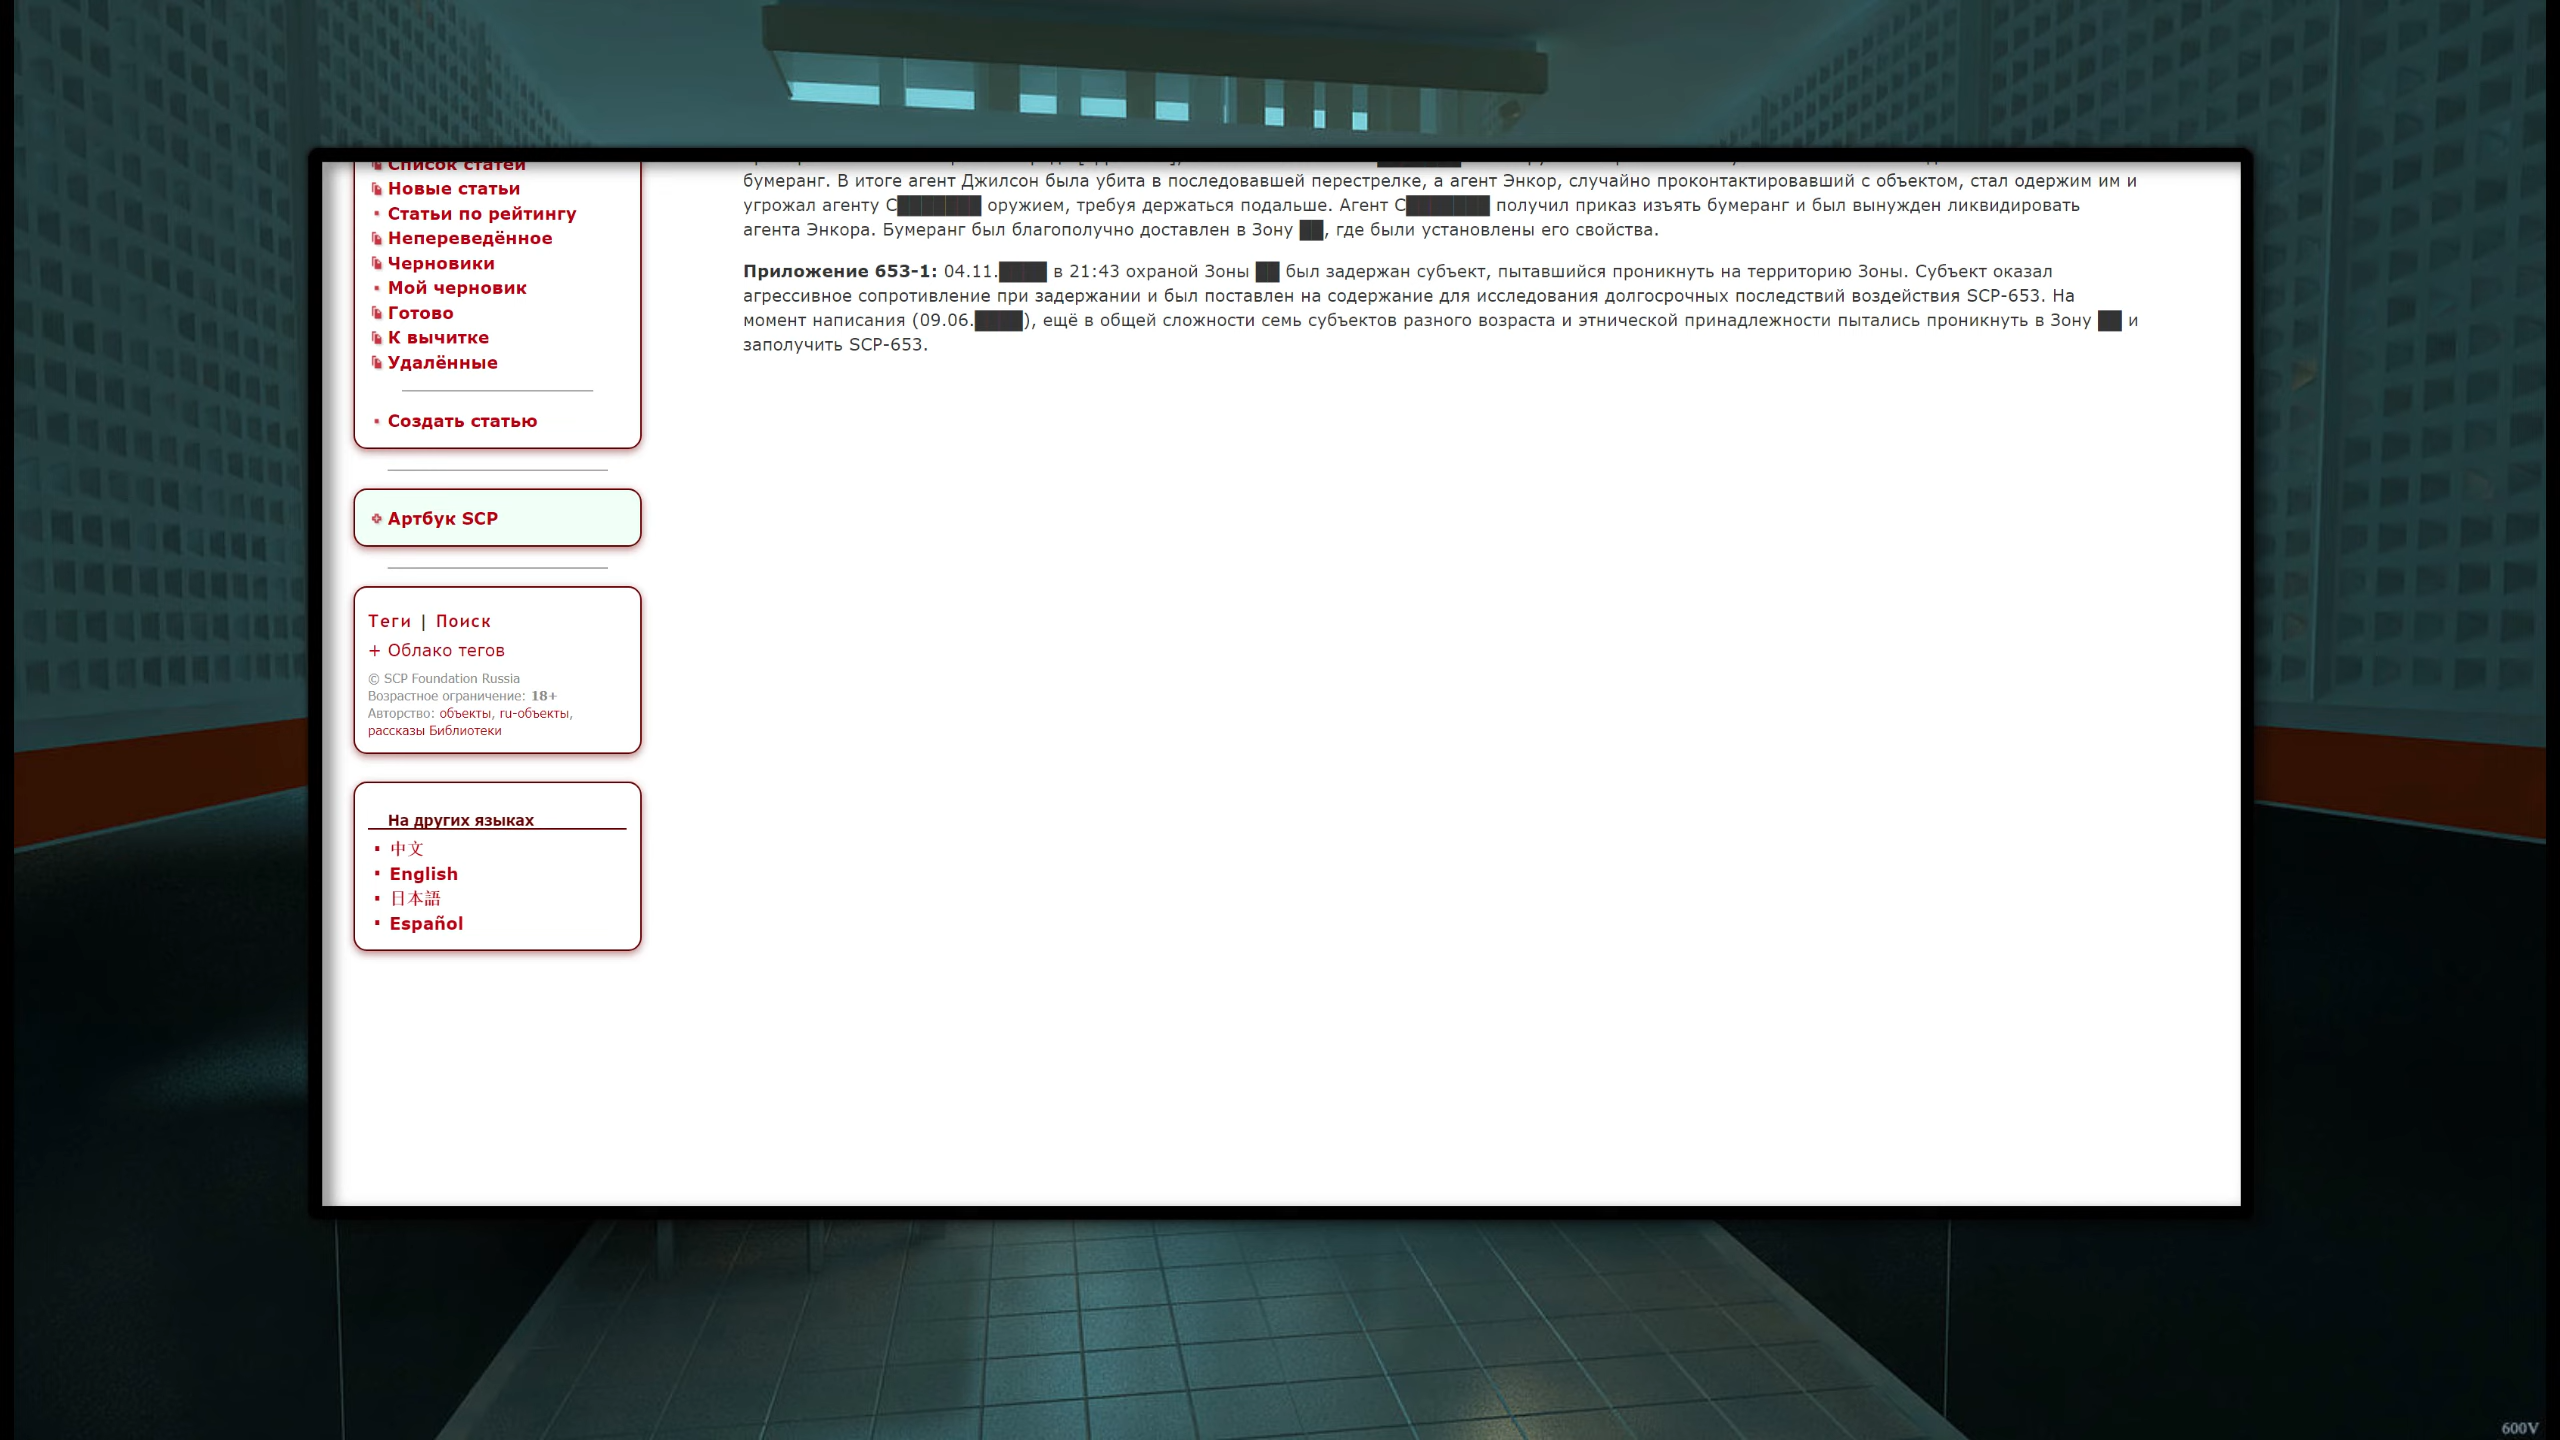 Список статей
Новые статьи
Статьи по рейтингу
Непереведённое
Черновики
Мой черновик
Готово
К вычитке
Удалённые
Создать статью
Артбук SCP
Теги | Поиск
+ Облако тегов
© SCP Foundation Russia
Возрастное ограничение: 18+
Авторство: объекты, ru-объекты,
рассказы Библиотеки
На других языках
中文
English
日本語
Español
бумеранг. В итоге агент Джилсон была убита в последовавшей перестрелке, а агент Энкор, случайно проконтактировавший с объектом, стал одержим им и
угрожал агенту С███████ оружием, требуя держаться подальше. Агент С███████ получил приказ изъять бумеранг и был вынужден ликвидировать
агента Энкора. Бумеранг был благополучно доставлен в Зону ██, где были установлены его свойства.
Приложение 653-1: 04.11.████ в 21:43 охраной Зоны ██ был задержан субъект, пытавшийся проникнуть на территорию Зоны. Субъект оказал
агрессивное сопротивление при задержании и был поставлен на содержание для исследования долгосрочных последствий воздействия SCP-653. На
момент написания (09.06.████), ещё в общей сложности семь субъектов разного возраста и этнической принадлежности пытались проникнуть в Зону ██ и
заполучить SCP-653.
600V